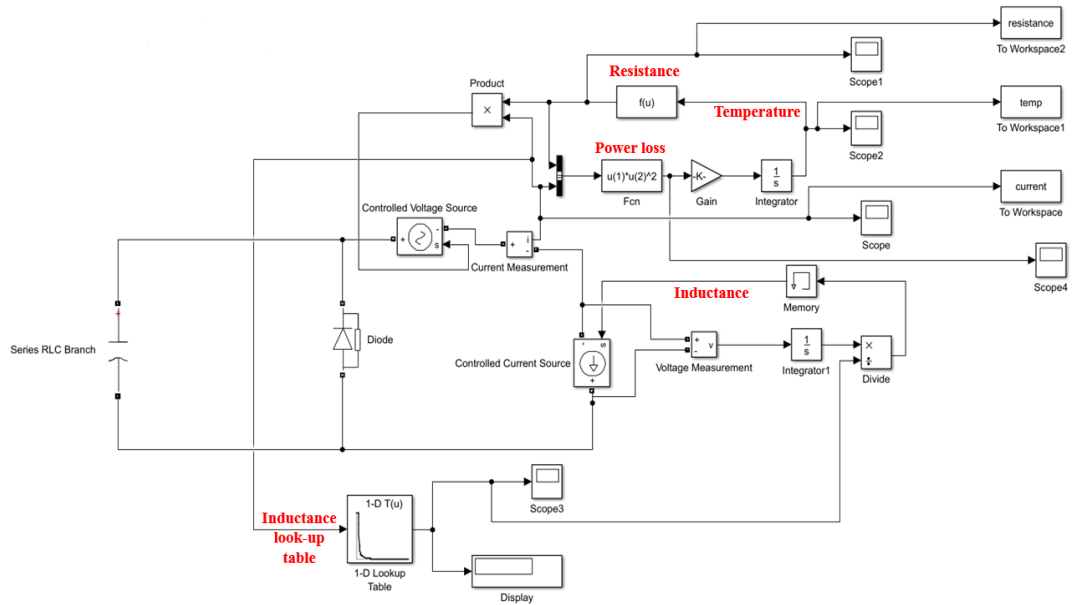 resistance
To Workspace2
Scope1
Resistance
Product
×
f(u)
Temperature
temp
To Workspace1
Scope2
Power loss
u(1)*u(2)^2
Fcn
-K-
Gain
1
s
Integrator
current
To Workspace
Scope
Controlled Voltage Source
+
-
s
+
i
-
Current Measurement
Scope4
Inductance
Memory
+
Series RLC Branch
Diode
Controlled Current Source
-
s
+
+
-
v
Voltage Measurement
1
s
Integrator1
×
÷
Divide
Scope3
1-D T(u)
Inductance
look-up
table
1-D Lookup
Table
Display